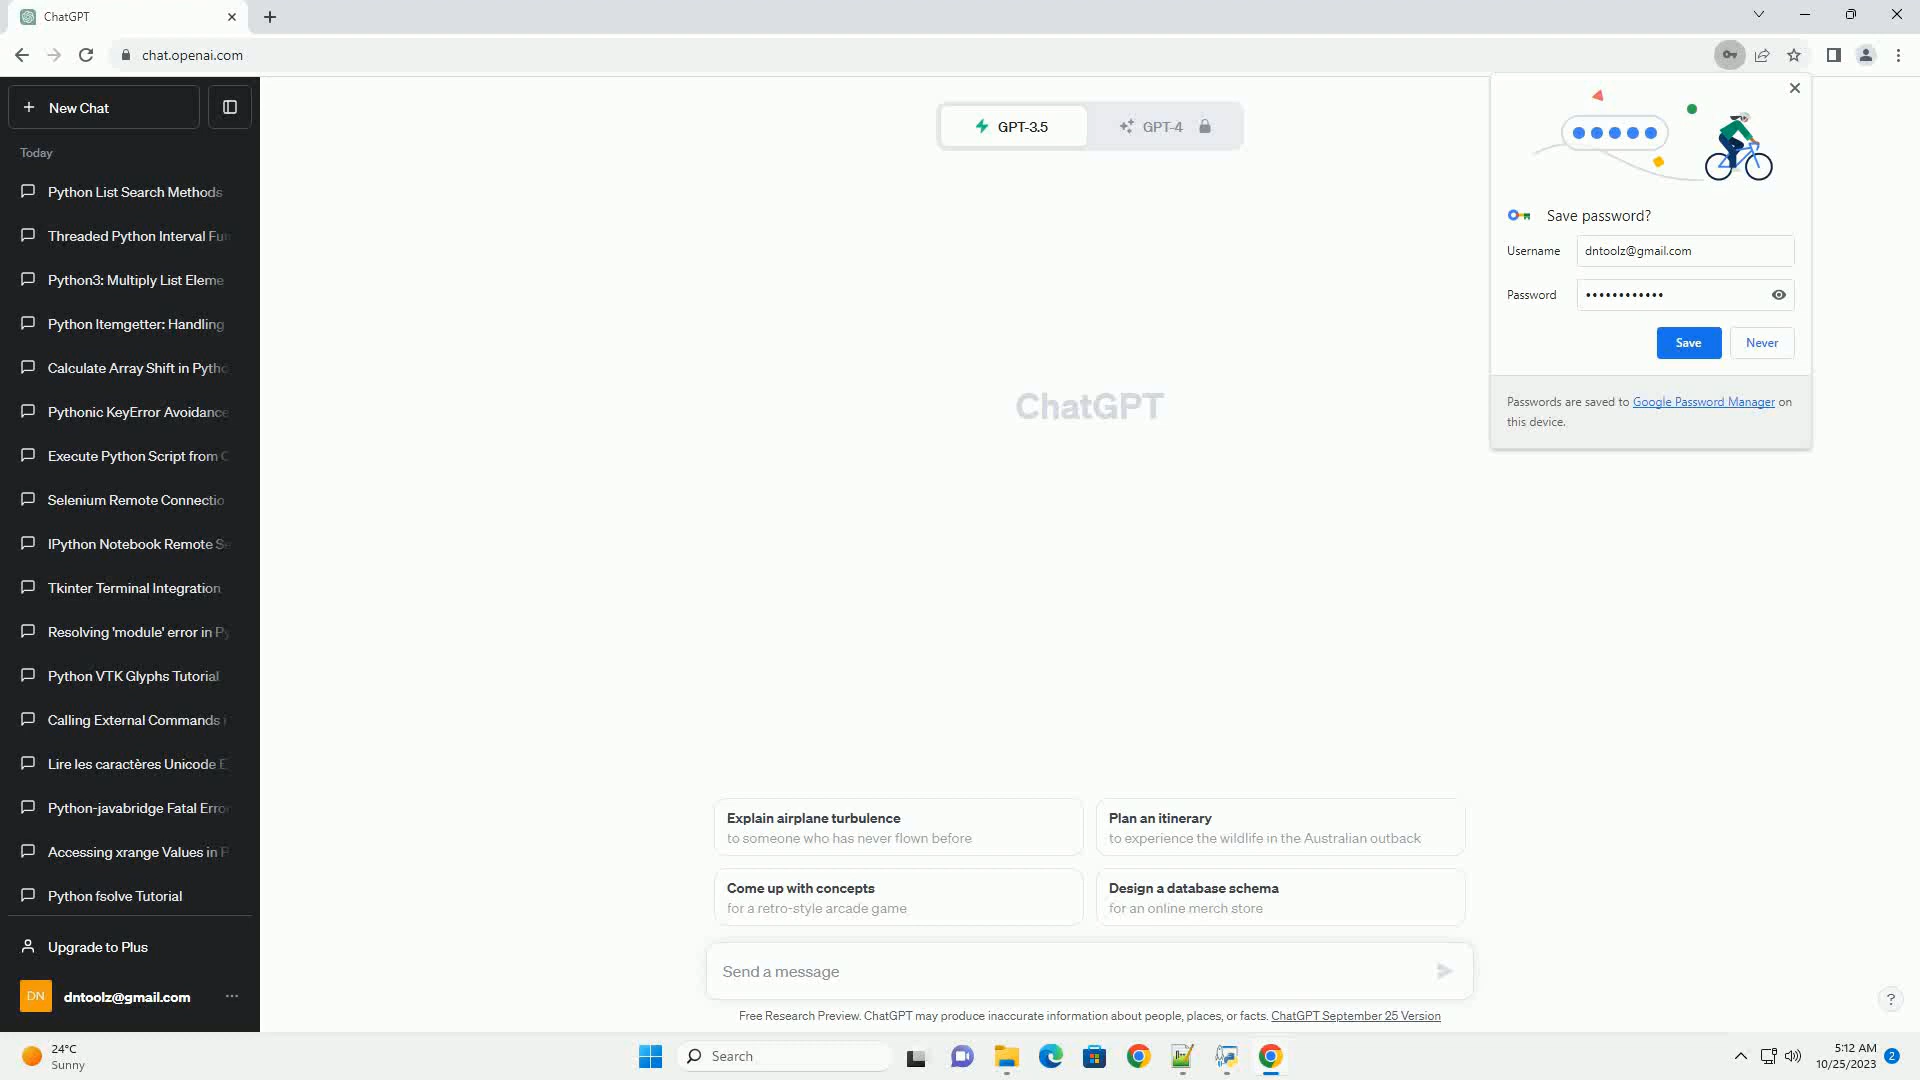 ChatGPT
chat.openai.com
New Chat
Today
Python List Search Methods
Threaded Python Interval Fun
Python3: Multiply List Eleme
Python Itemgetter: Handling
Calculate Array Shift in Pytho
Pythonic KeyError Avoidance
Execute Python Script from C
Selenium Remote Connectio
IPython Notebook Remote Se
Tkinter Terminal Integration
Resolving 'module' error in Py
Python VTK Glyphs Tutorial
Calling External Commands i
Lire les caractères Unicode E
Python-javabridge Fatal Error
Accessing xrange Values in P
Python fsolve Tutorial
Upgrade to Plus
DN dntoolz@gmail.com
GPT-3.5 GPT-4
ChatGPT
Save password?
Username dntoolz@gmail.com
Password ••••••••••••
Save Never
Passwords are saved to Google Password Manager on
this device.
Explain airplane turbulence
to someone who has never flown before
Plan an itinerary
to experience the wildlife in the Australian outback
Come up with concepts
for a retro-style arcade game
Design a database schema
for an online merch store
Send a message
Free Research Preview. ChatGPT may produce inaccurate information about people, places, or facts. ChatGPT September 25 Version
?
24°C
Sunny
Search
5:12 AM
10/25/2023
2